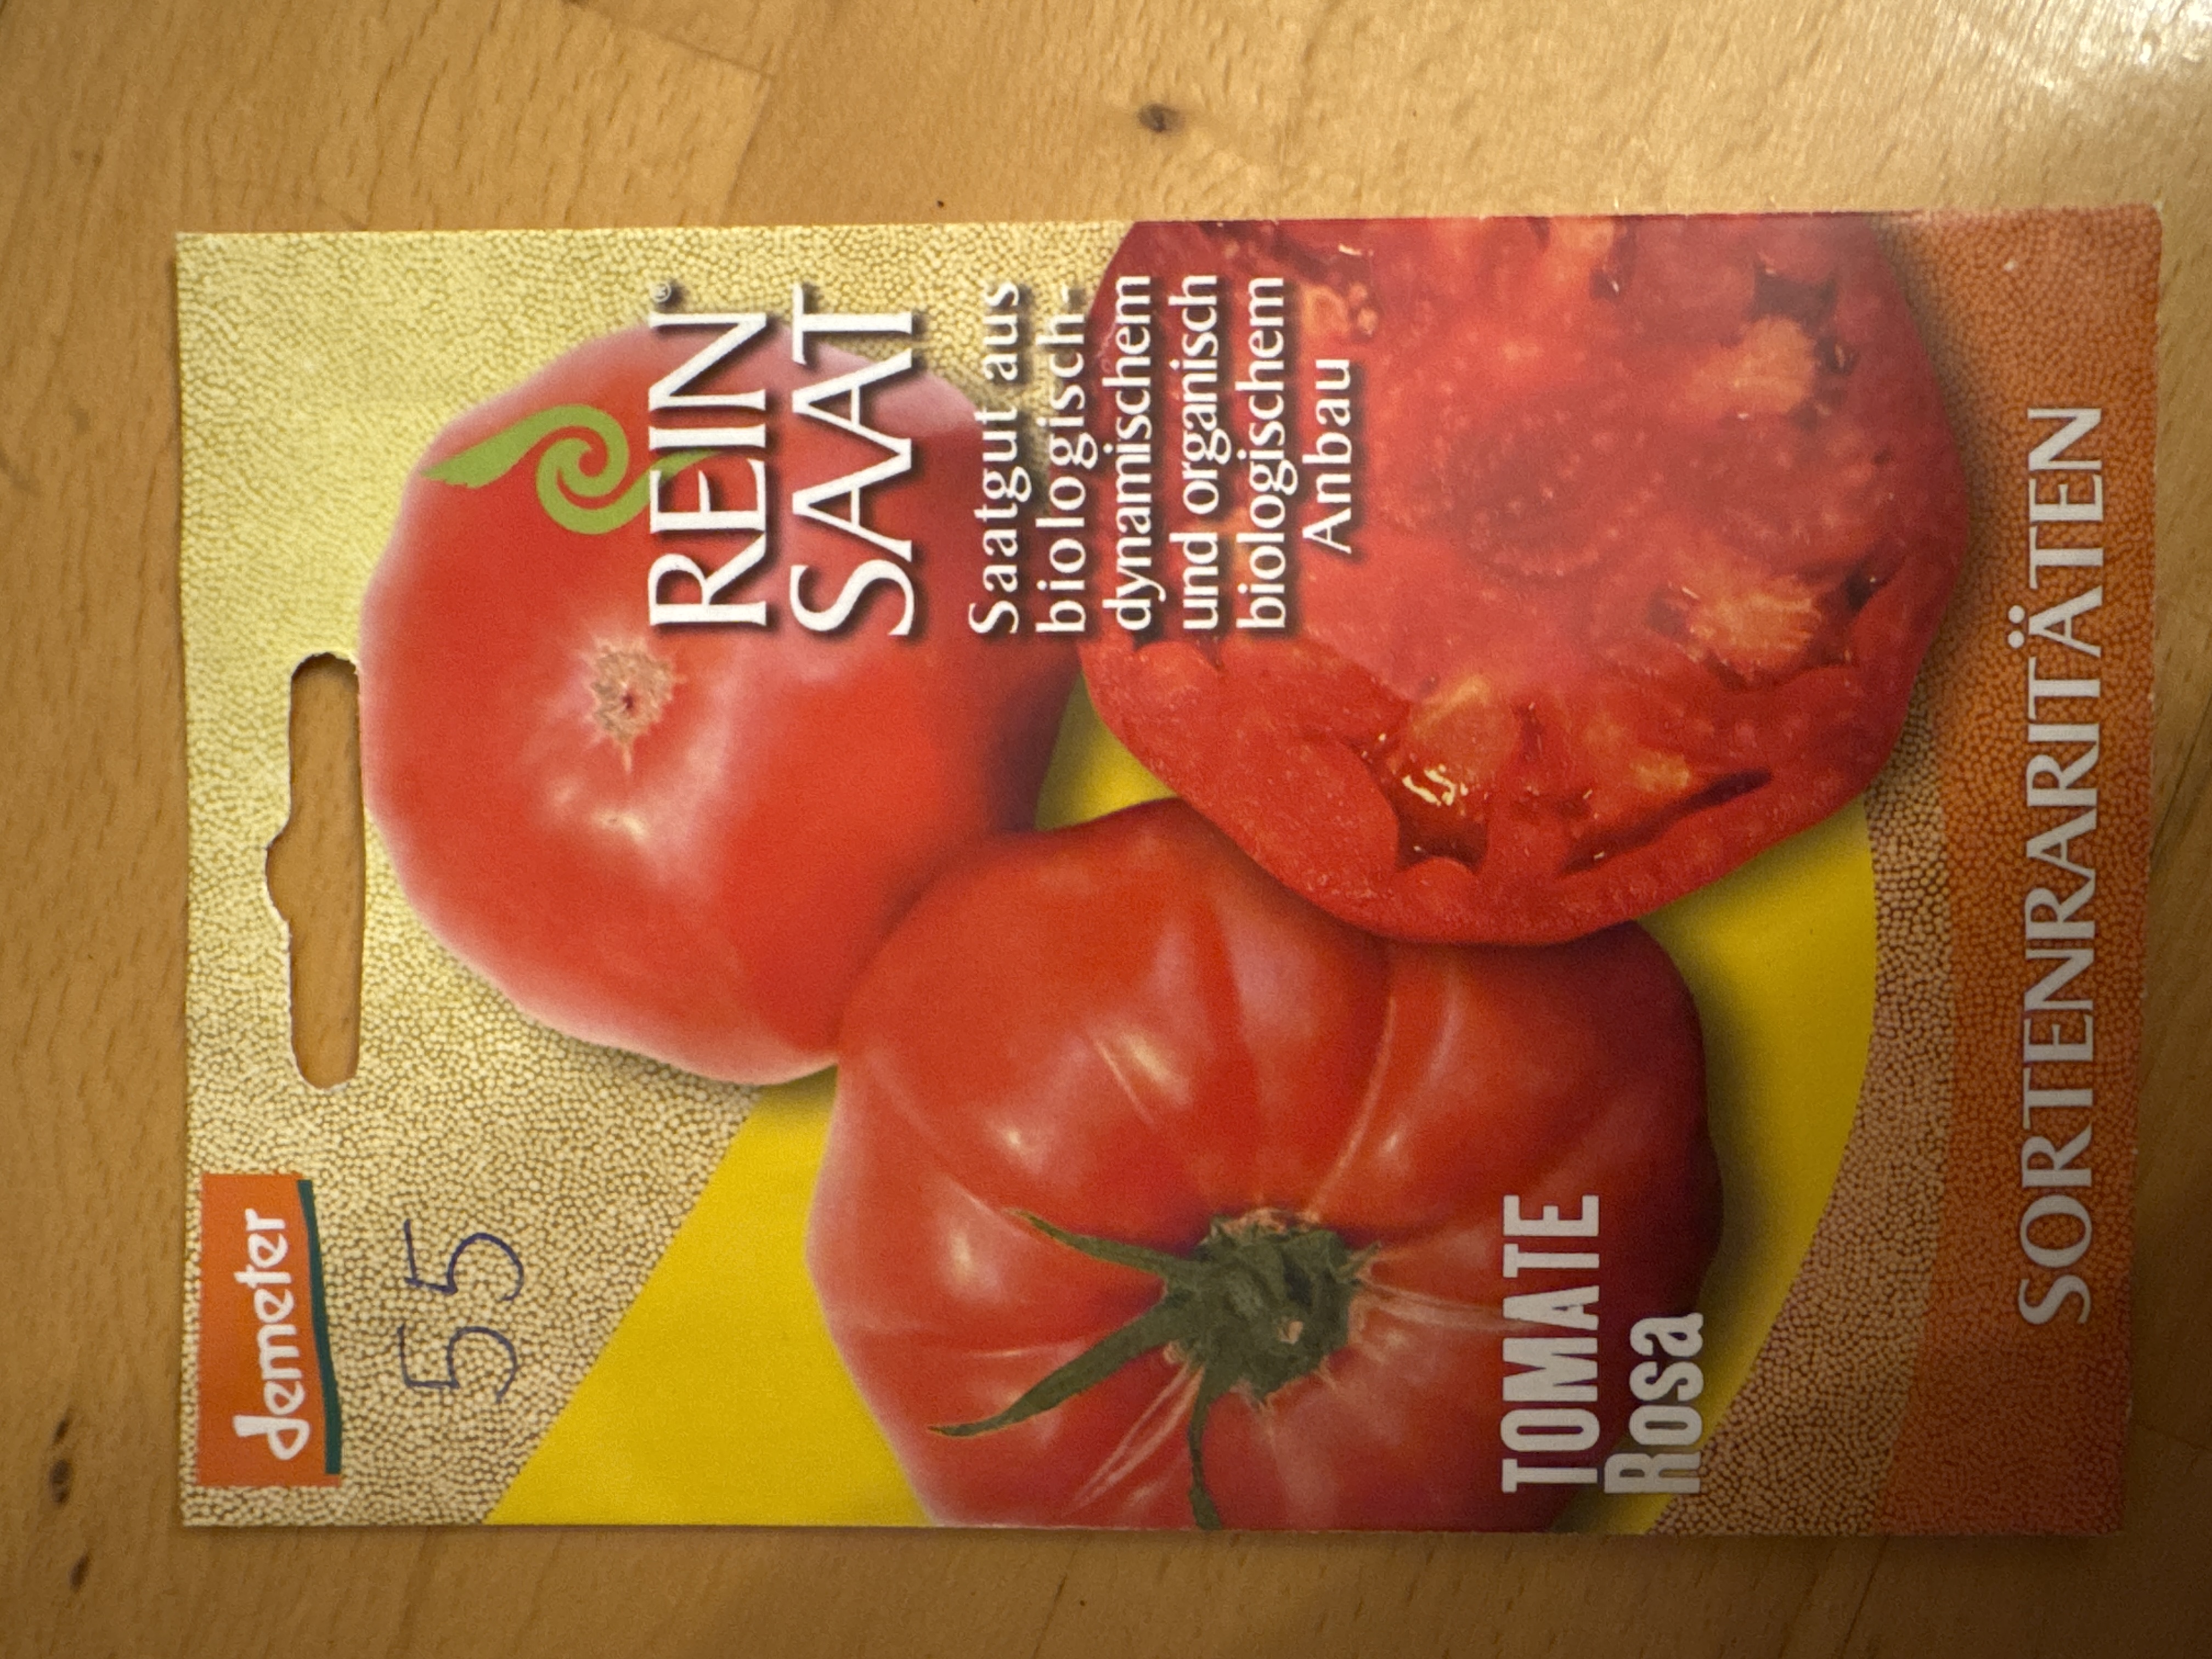 demeter
55
REIN®
SAAT
Saatgut aus
biologisch-
dynamischem
und organisch
biologischem
Anbau
TOMATE
Rosa
SORTENRARITÄTEN